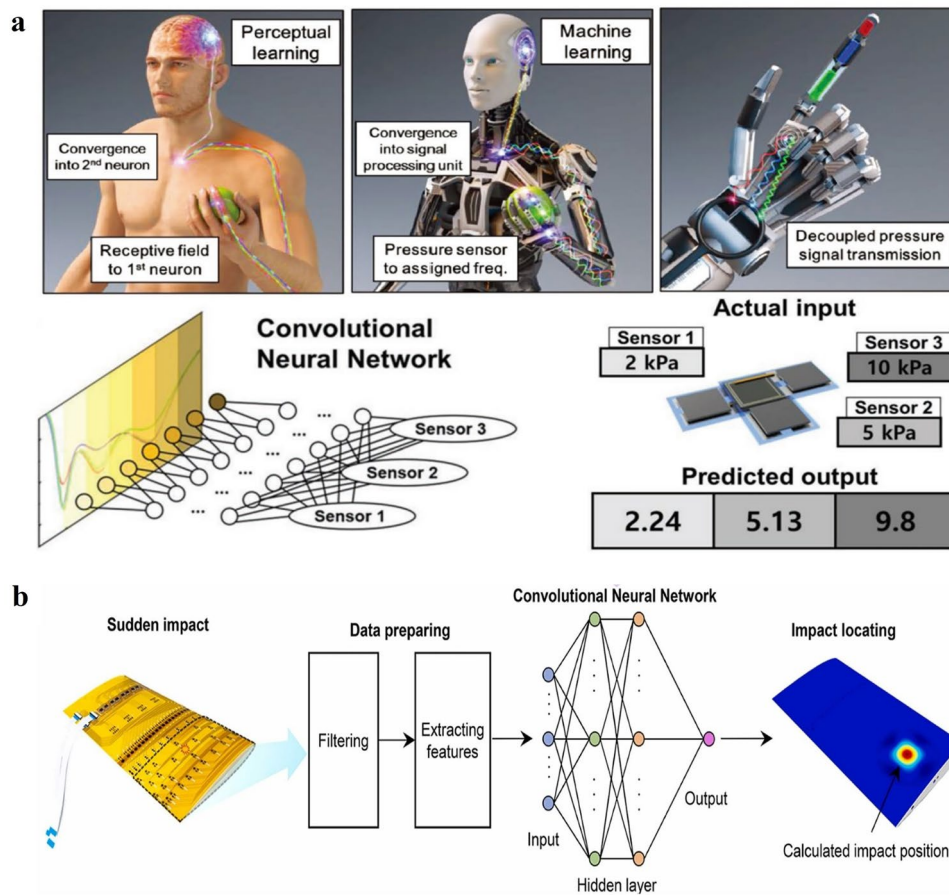 a
Perceptual
learning
Convergence
into 2nd neuron
Receptive field
to 1st neuron
Machine
learning
Convergence
into signal
processing unit
Pressure sensor
to assigned freq.
Decoupled pressure
signal transmission
Convolutional
Neural Network
...
...
...
...
...
Sensor 3
Sensor 2
Sensor 1
Actual input
Sensor 1
2 kPa
Sensor 3
10 kPa
Sensor 2
5 kPa
Predicted output
2.24 5.13 9.8
b
Sudden impact
Data preparing
Filtering
Extracting
features
Convolutional Neural Network
Input
Hidden layer
Output
Impact locating
Calculated impact position